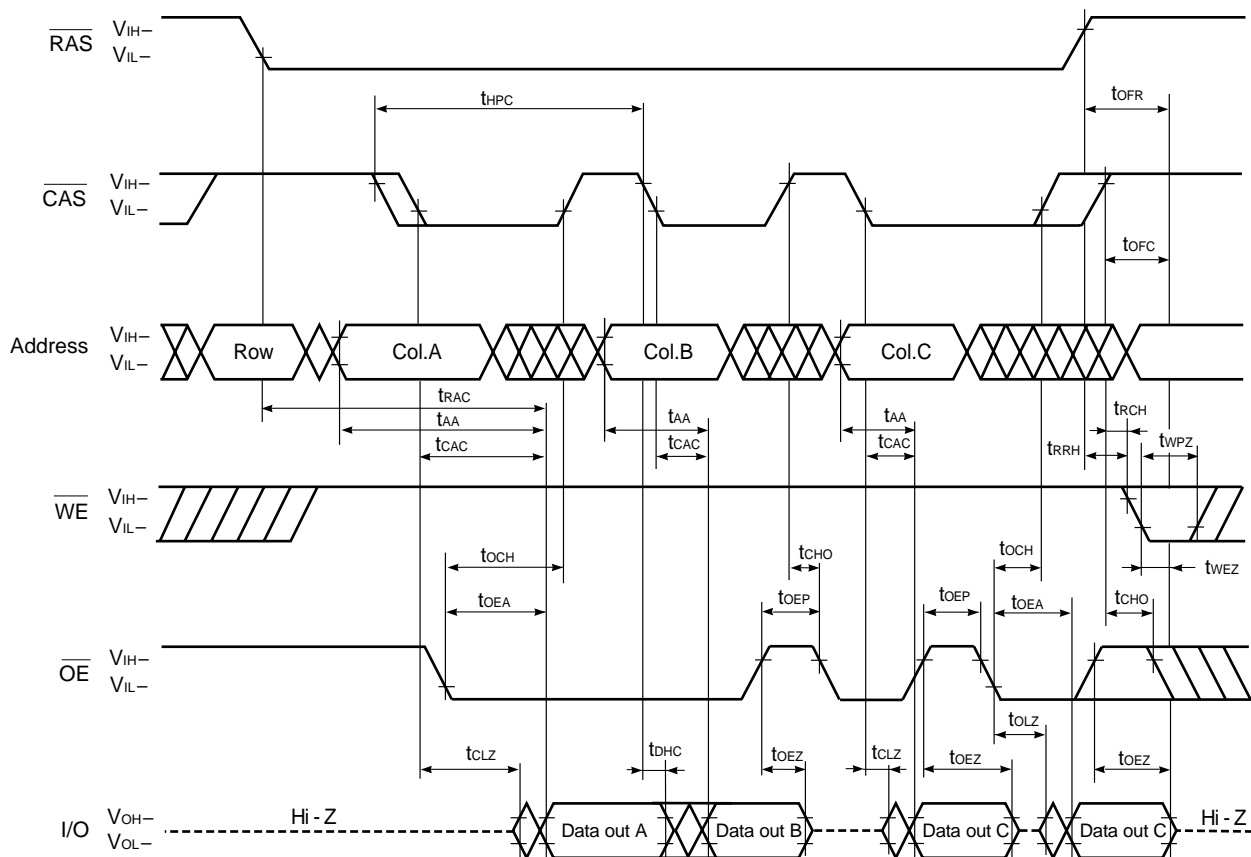 RAS
VIH–
VIL–
tHPC
tOFR
CAS
VIH–
VIL–
tOFC
Address
VIH–
VIL–
Row
Col.A
Col.B
Col.C
tRAC
tAA
tAA
tAA
tRCH
tCAC
tCAC
tCAC
tRRH
tWPZ
WE
VIH–
VIL–
tOCH
tCHO
tOCH
tWEZ
tOEA
tOEP
tOEP
tOEA
tCHO
OE
VIH–
VIL–
tCLZ
tDHC
tOEZ
tCLZ
tOEZ
tOLZ
tOEZ
I/O
VOH–
VOL–
Hi - Z
Data out A
Data out B
Data out C
Data out C
Hi - Z